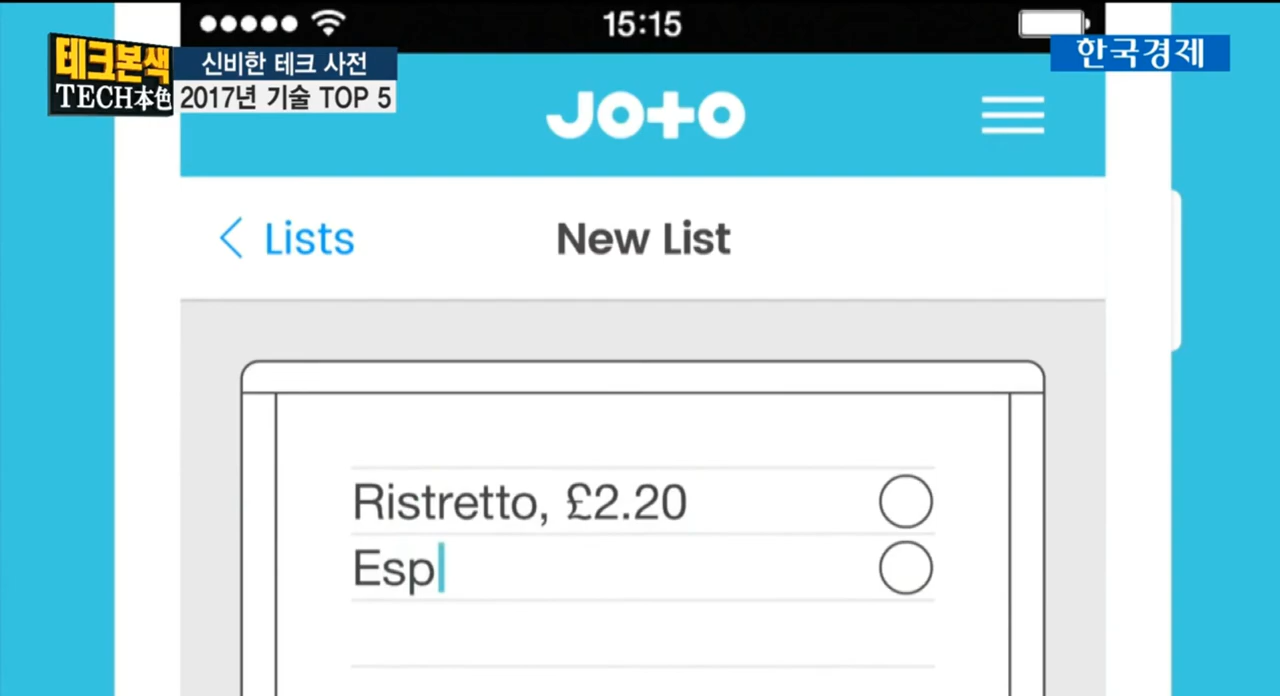 15:15
테크본색
TECH本色
신비한 테크 사전
2017년 기술 TOP 5
한국경제
JOTO
Lists
New List
Ristretto, £2.20
Esp